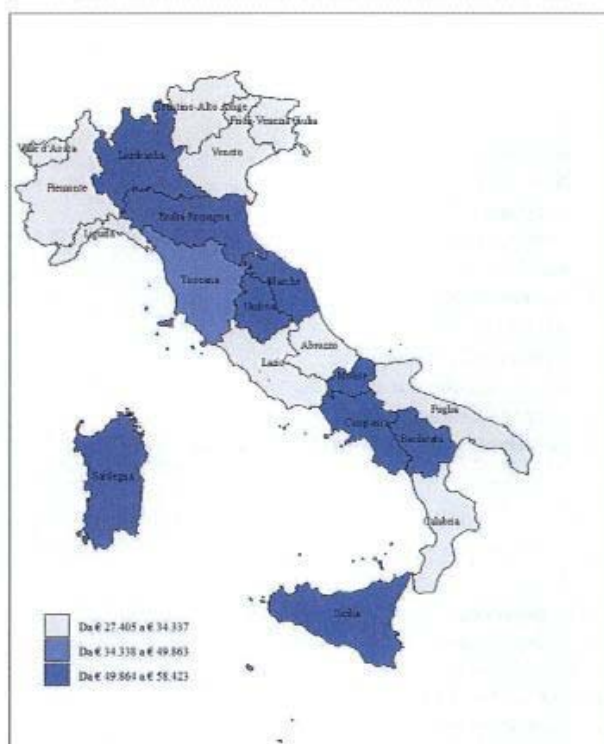 Trentino-Alto Adige
Friuli-Venezia Giulia
Valle d'Aosta
Lombardia
Veneto
Piemonte
Emilia Romagna
Liguria
Toscana
Marche
Umbria
Abruzzo
Lazio
Molise
Puglia
Campania
Basilicata
Sardegna
Calabria
Sicilia
Da € 27.405 a € 34.337
Da € 34.338 a € 49.863
Da € 49.864 a € 58.423